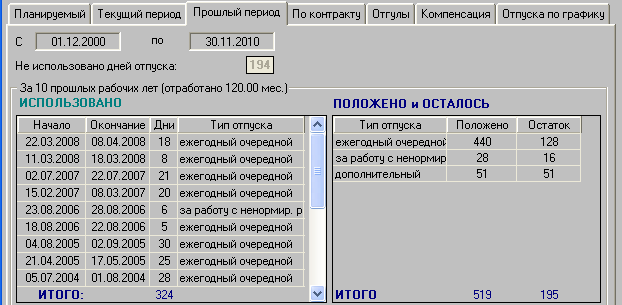 Планируемый Текущий период Прошлый период По контракту Отгулы Компенсация Отпуска по графику
С 01.12.2000 по 30.11.2010
Не использовано дней отпуска: 194
За 10 прошлых рабочих лет (отработано 120.00 мес.)
ИСПОЛЬЗОВАНО
Начало Окончание Дни Тип отпуска
22.03.2008 08.04.2008 18 ежегодный очередной
11.03.2008 18.03.2008 8 ежегодный очередной
02.07.2007 22.07.2007 21 ежегодный очередной
15.02.2007 08.03.2007 20 ежегодный очередной
23.08.2006 28.08.2006 6 за работу с ненормир. р
18.08.2006 22.08.2006 5 ежегодный очередной
04.08.2005 02.09.2005 30 ежегодный очередной
21.04.2005 17.05.2005 25 ежегодный очередной
05.07.2004 01.08.2004 28 ежегодный очередной
ИТОГО: 324
ПОЛОЖЕНО и ОСТАЛОСЬ
Тип отпуска Положено Остаток
ежегодный очередной 440 128
за работу с ненормир 28 16
дополнительный 51 51
ИТОГО 519 195